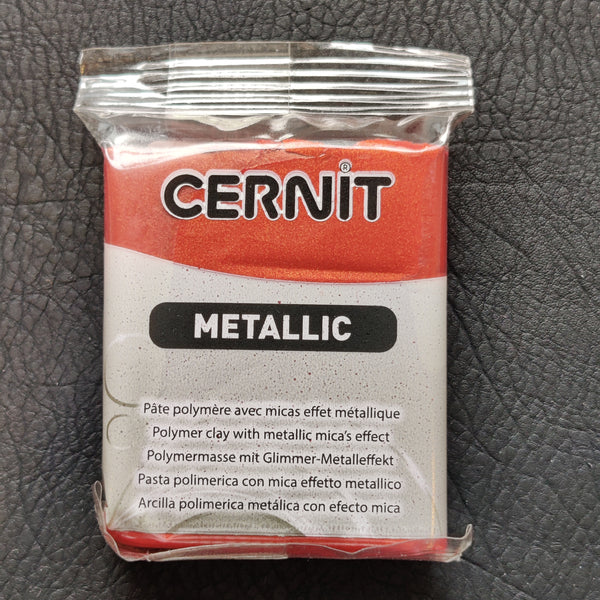 CERNIT®
METALLIC
Pâte polymère avec micas effet métallique
Polymer clay with metallic mica's effect
Polymermasse mit Glimmer-Metalleffekt
Pasta polimerica con mica effetto metallico
Arcilla polimerica metálica con efecto mica